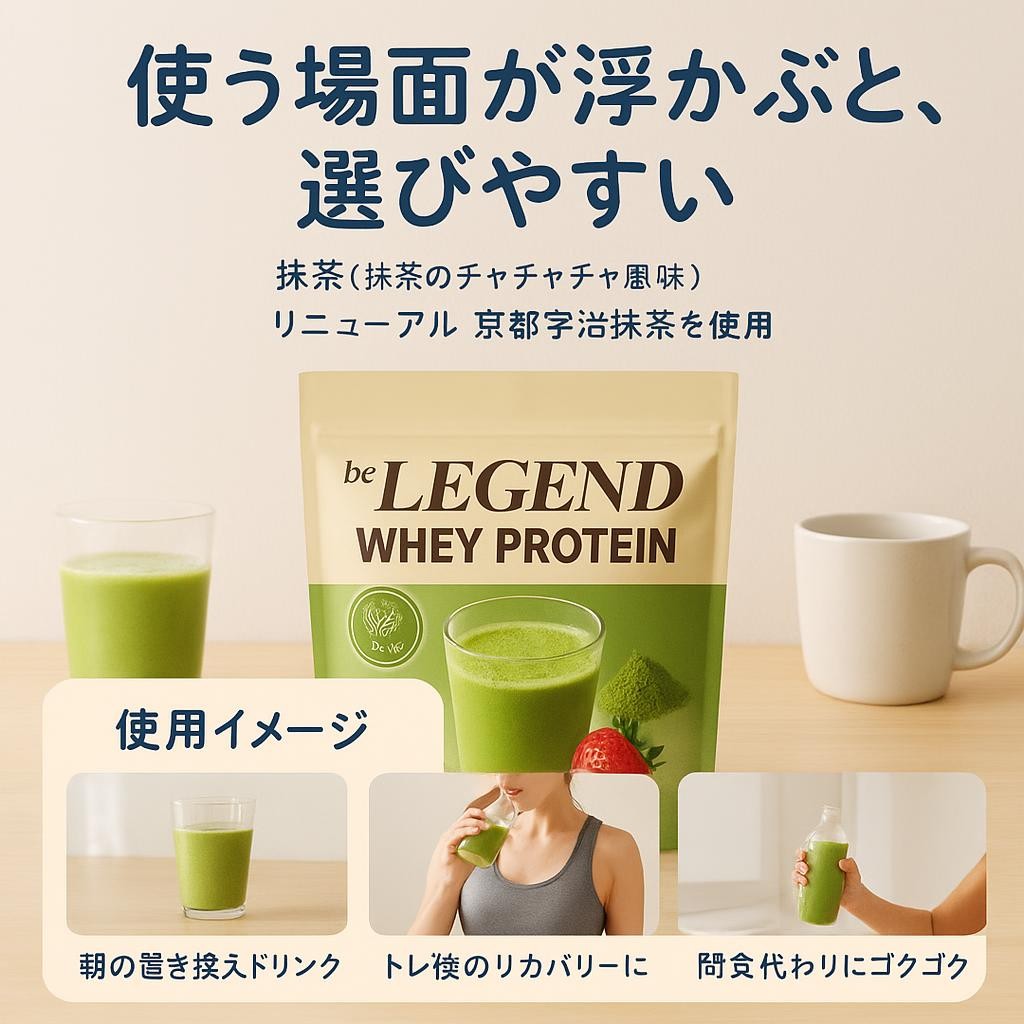 使う場面が浮かぶと、
選びやすい
抹茶(抹茶のチャチャチャ風味)
リニューアル 京都宇治抹茶を使用
be LEGEND
WHEY PROTEIN
使用イメージ
朝の置き換えドリンク
トレ後のリカバリーに
間食代わりにゴクゴク